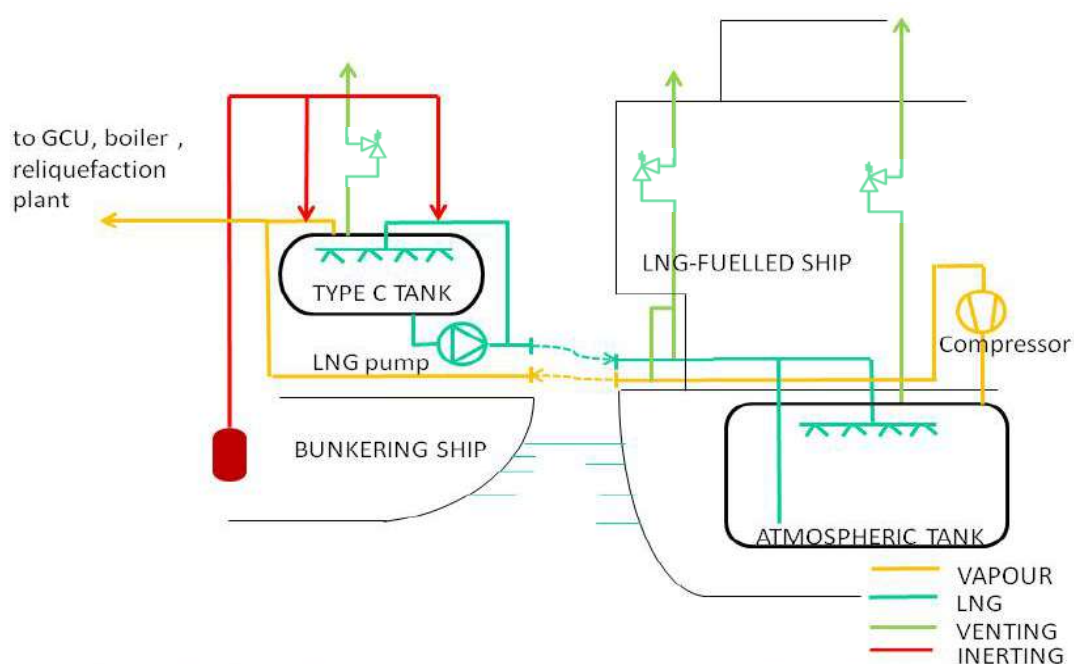 to GCU, boiler ,
reliquefaction
plant
TYPE C TANK
LNG-FUELLED SHIP
LNG pump
Compressor
BUNKERING SHIP
ATMOSPHERIC TANK
VAPOUR
LNG
VENTING
INERTING